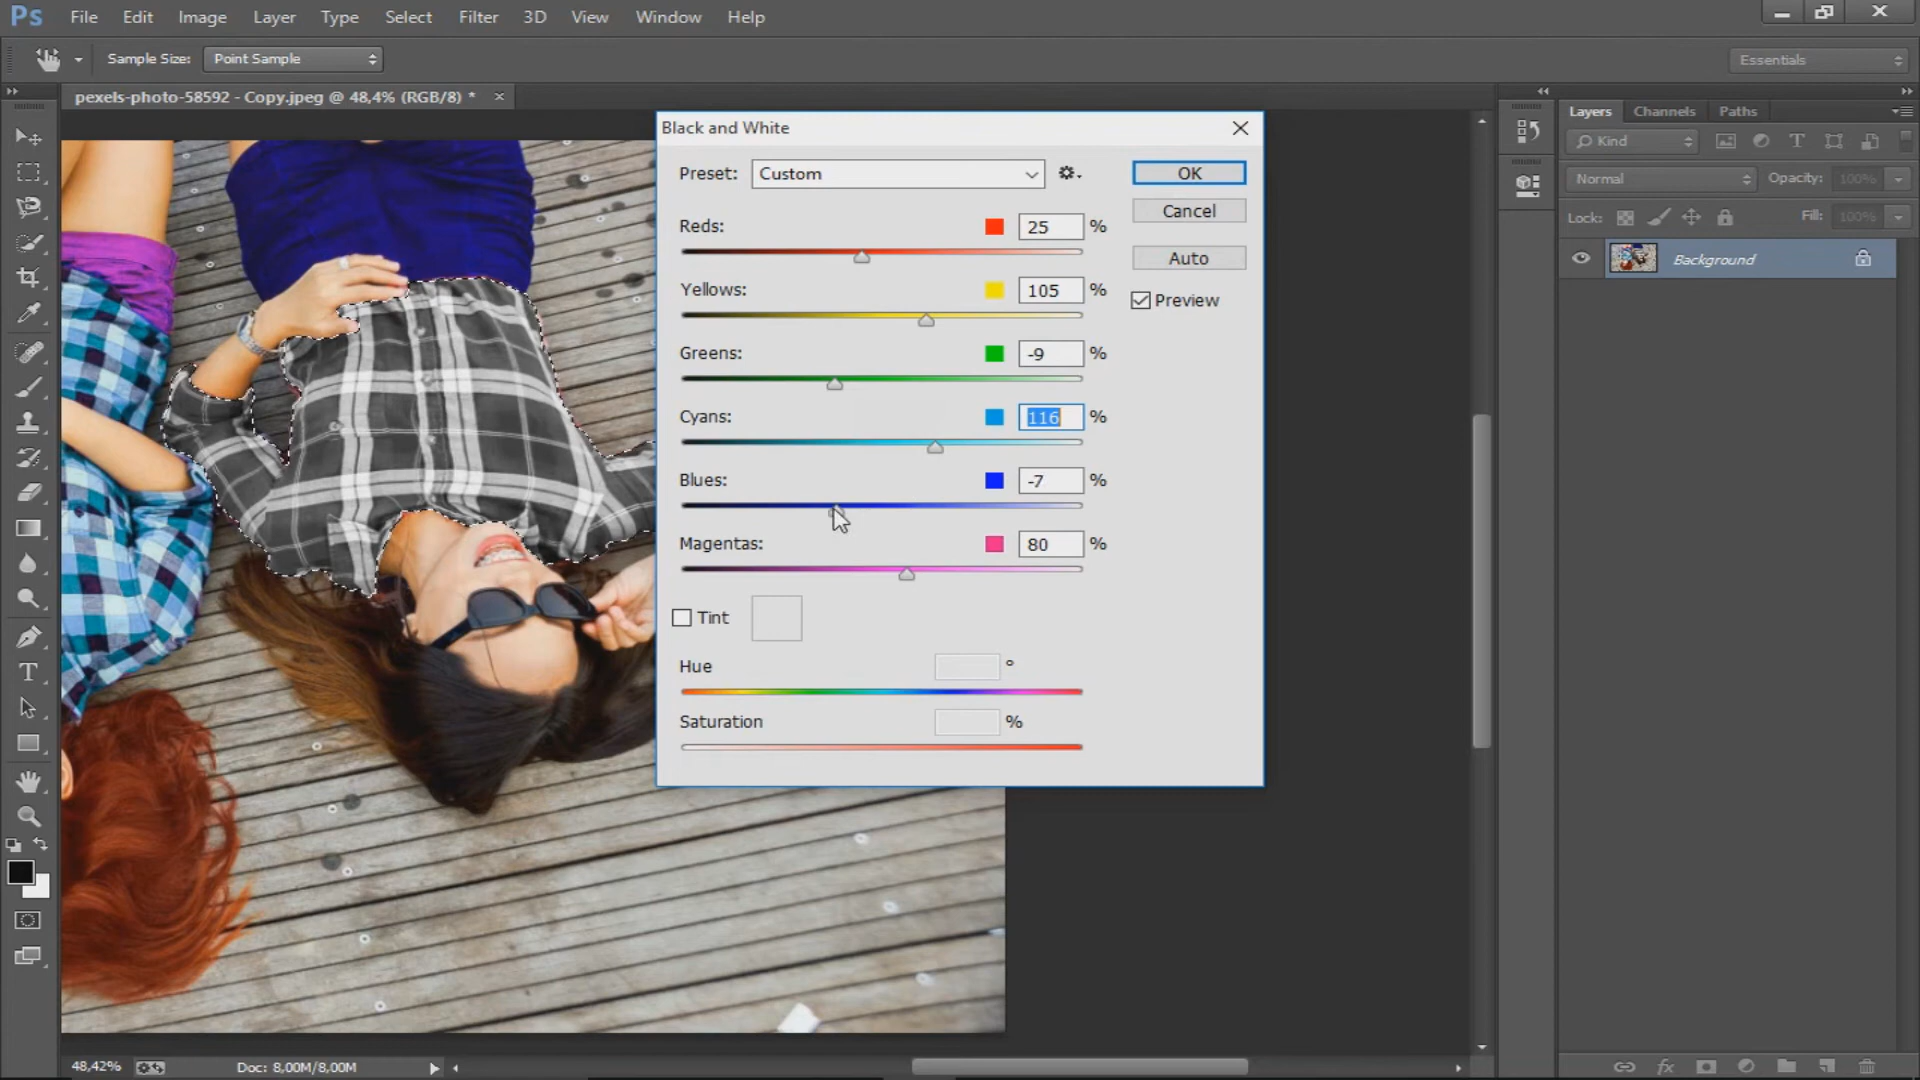 Ps File Edit Image Layer Type Select Filter 3D View Window Help
Sample Size: Point Sample Essentials
pexels-photo-58592 - Copy.jpeg @ 48,4% (RGB/8) * ×
Black and White
Preset: Custom
OK
Cancel
Auto
Preview
Reds: 25 %
Yellows: 105 %
Greens: -9 %
Cyans: 116 %
Blues: -7 %
Magentas: 80 %
Tint
Hue °
Saturation %
Layers Channels Paths
Kind
Normal Opacity: 100%
Lock: Fill: 100%
Background
48,42% Doc: 8,00M/8,00M